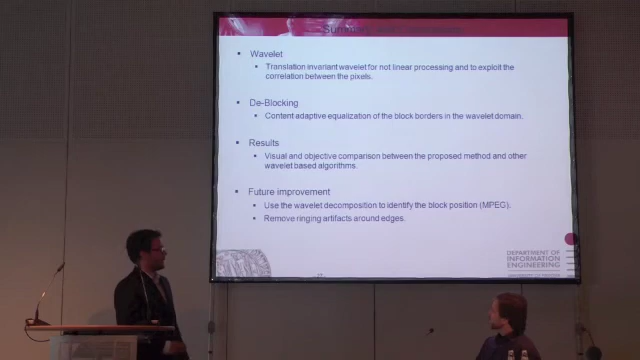 Summary
Wavelet
Translation invariant wavelet for not linear processing and to exploit the
correlation between the pixels.
De-Blocking
Content adaptive equalization of the block borders in the wavelet domain.
Results
Visual and objective comparison between the proposed method and other
wavelet based algorithms.
Future improvement
Use the wavelet decomposition to identify the block position (MPEG).
Remove ringing artifacts around edges.
DEPARTMENT OF
INFORMATION
ENGINEERING